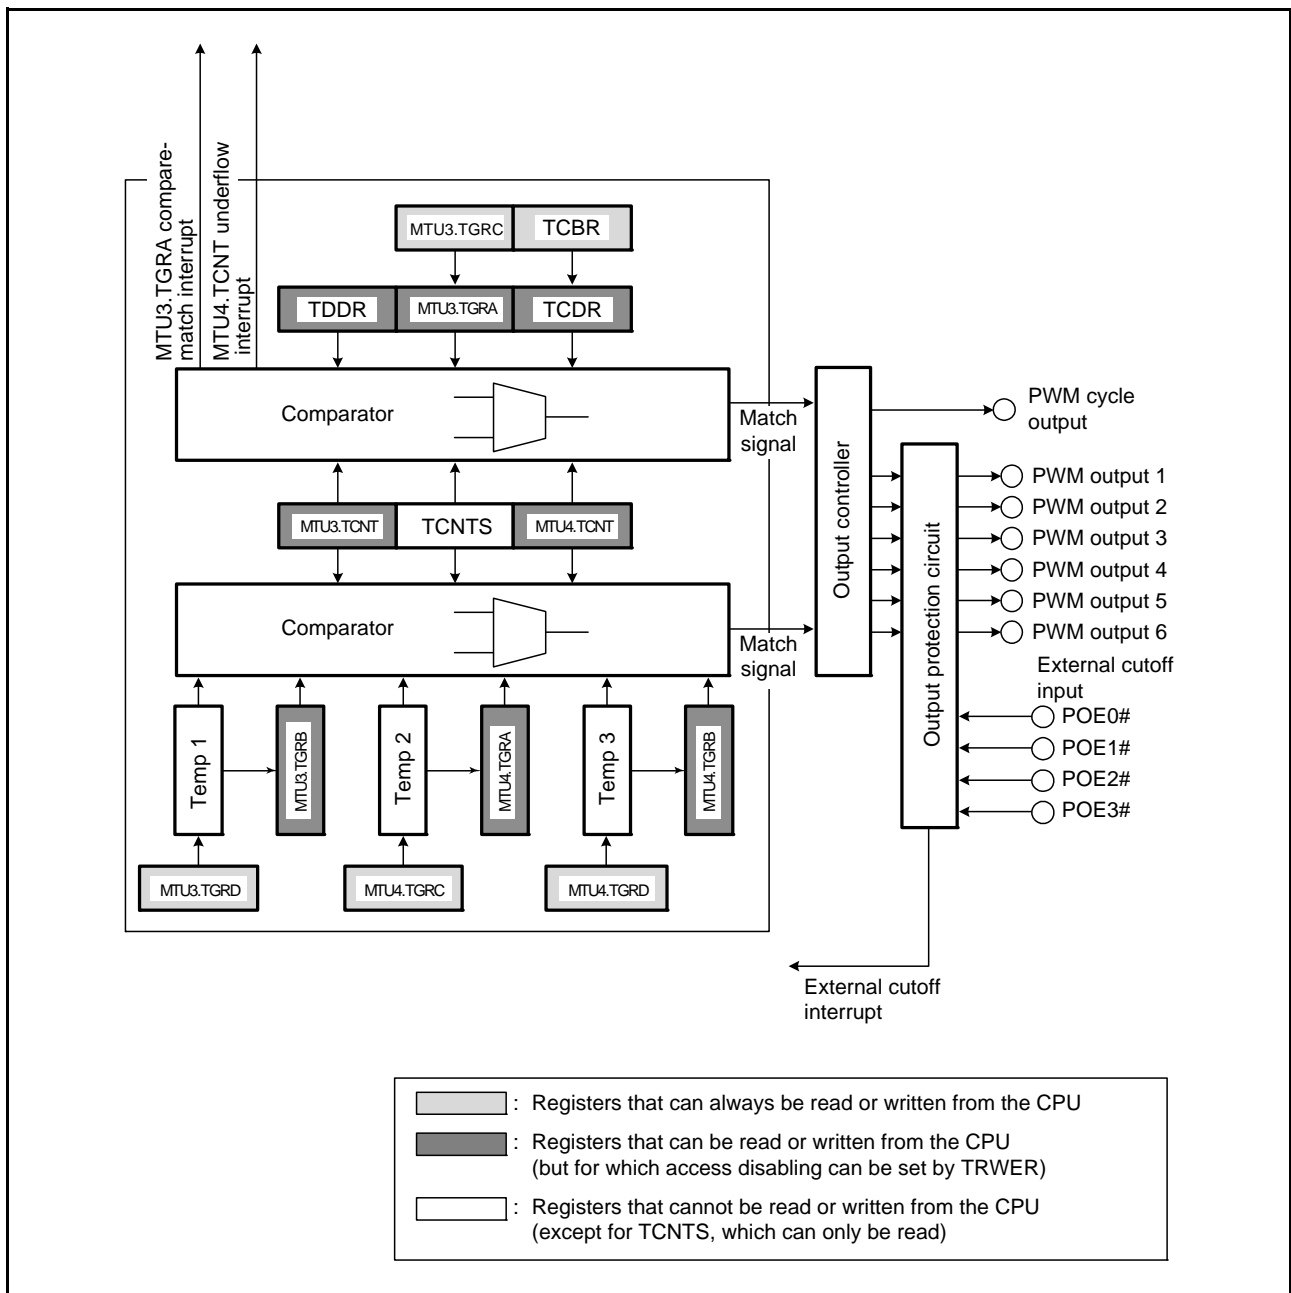 MTU3.TGRA compare-
match interrupt
MTU4.TCNT underflow
interrupt
MTU3.TGRC
TCBR
TDDR
MTU3.TGRA
TCDR
Comparator
Match
signal
MTU3.TCNT
TCNTS
MTU4.TCNT
Comparator
Match
signal
Temp 1
MTU3.TGRB
Temp 2
MTU4.TGRA
Temp 3
MTU4.TGRB
MTU3.TGRD
MTU4.TGRC
MTU4.TGRD
Output controller
Output protection circuit
PWM cycle
output
PWM output 1
PWM output 2
PWM output 3
PWM output 4
PWM output 5
PWM output 6
External cutoff
input
POE0#
POE1#
POE2#
POE3#
External cutoff
interrupt
: Registers that can always be read or written from the CPU
: Registers that can be read or written from the CPU
(but for which access disabling can be set by TRWER)
: Registers that cannot be read or written from the CPU
(except for TCNTS, which can only be read)